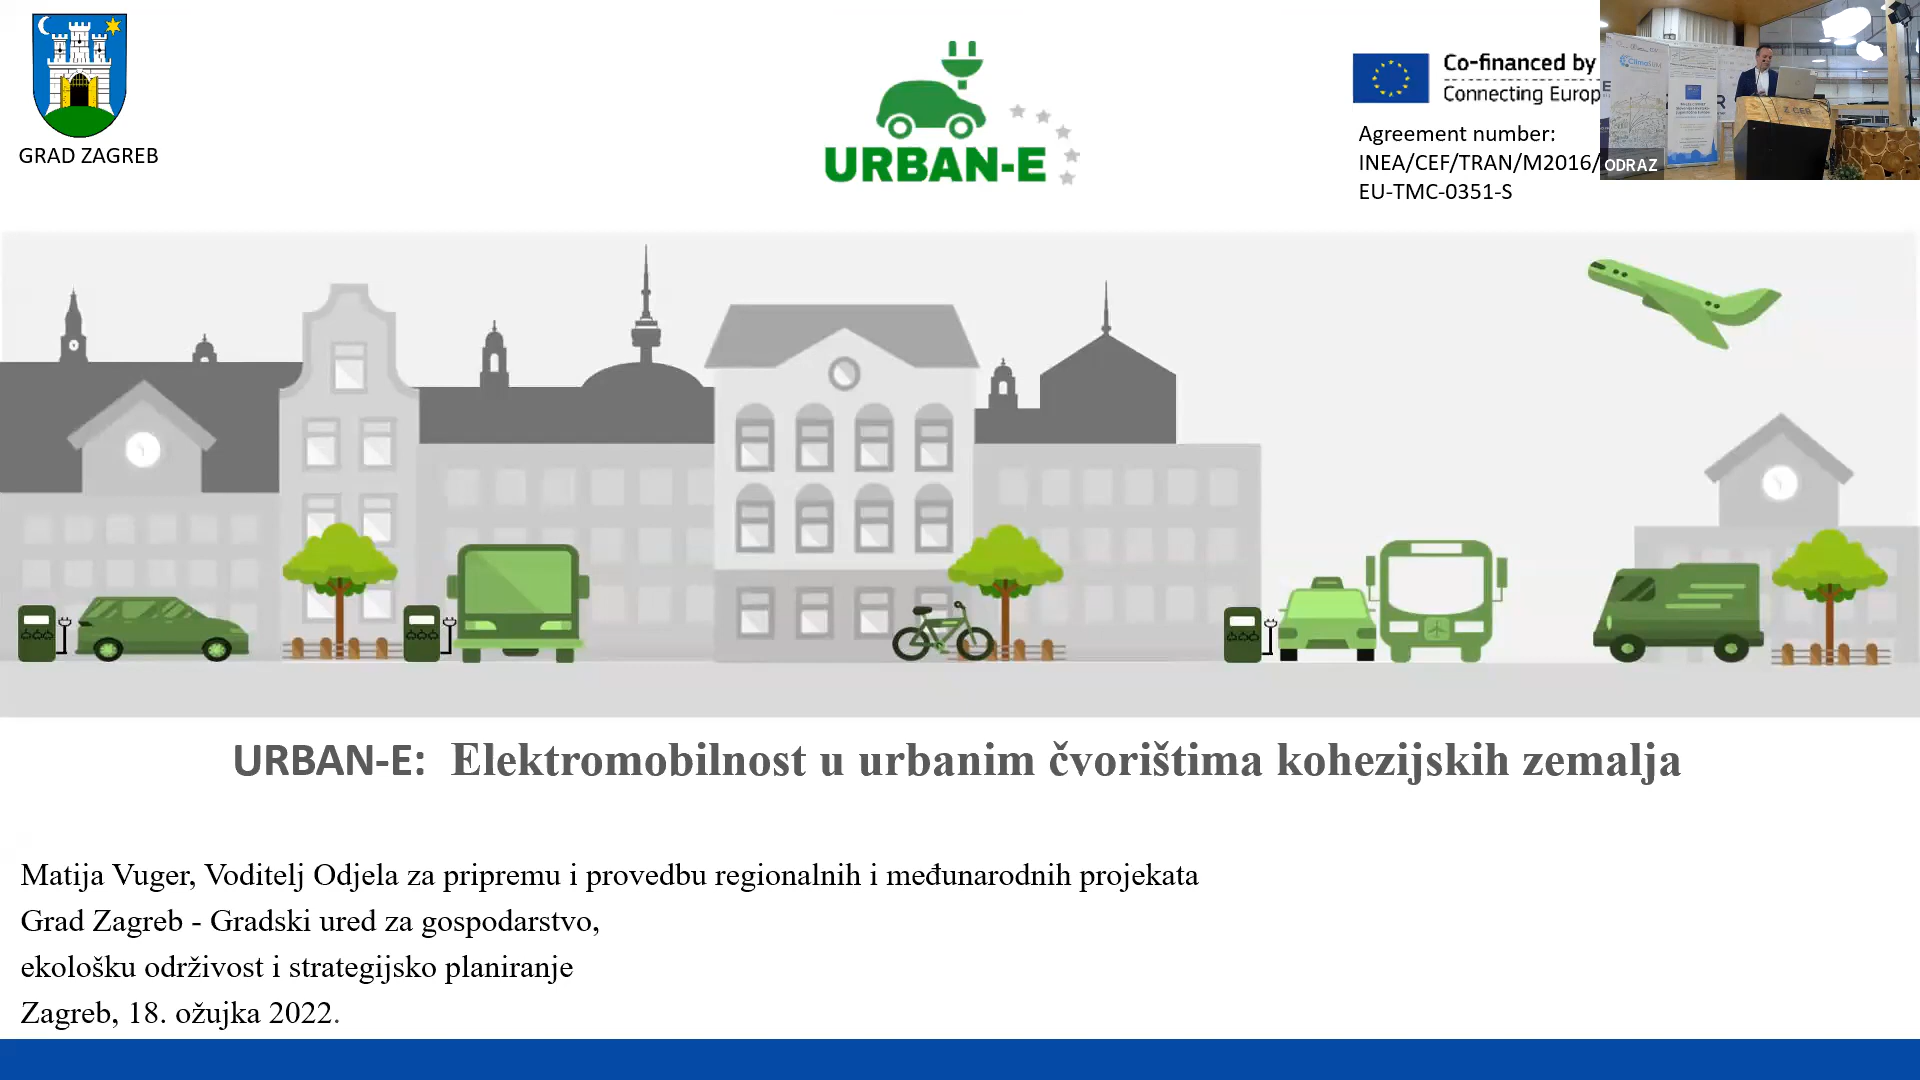 GRAD ZAGREB
URBAN-E
Co-financed by
Connecting Europ
Agreement number:
INEA/CEF/TRAN/M2016/
EU-TMC-0351-S
ODRAZ
URBAN-E: Elektromobilnost u urbanim čvorištima kohezijskih zemalja
Matija Vuger, Voditelj Odjela za pripremu i provedbu regionalnih i međunarodnih projekata
Grad Zagreb - Gradski ured za gospodarstvo,
ekološku održivost i strategijsko planiranje
Zagreb, 18. ožujka 2022.